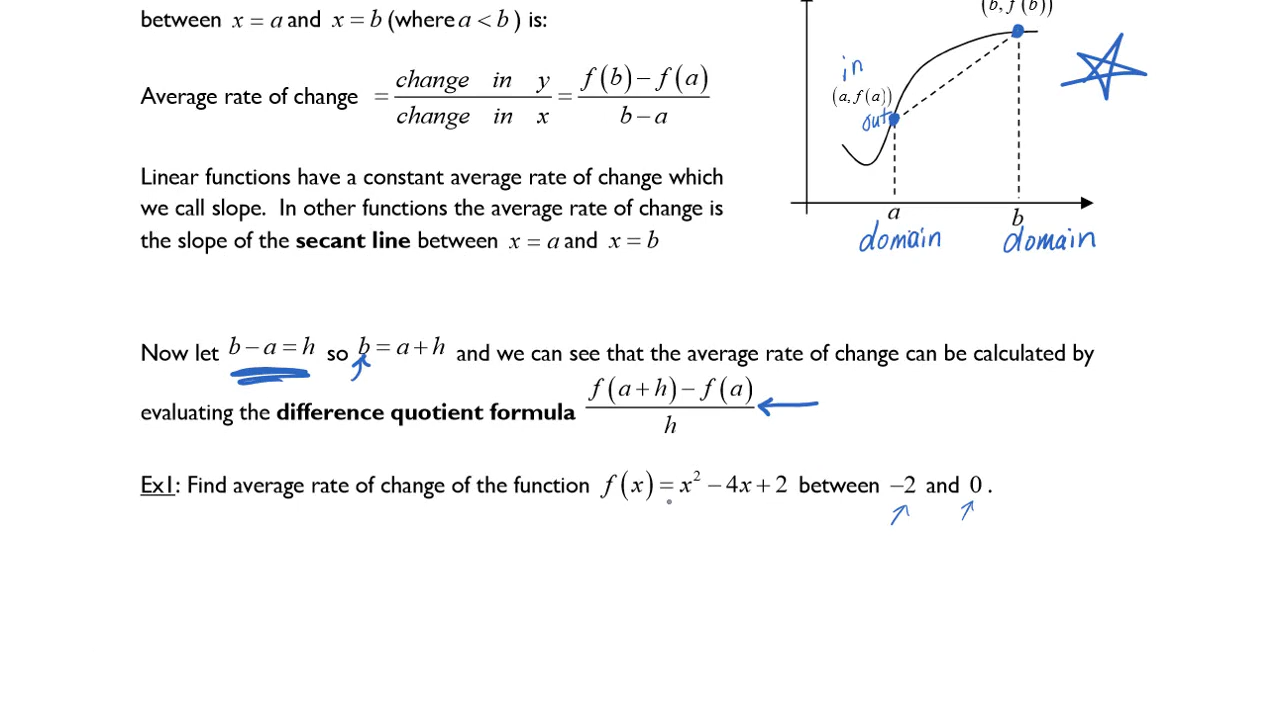 between x = a and x = b (where a < b ) is:
(b, f (b))
Average rate of change = change in y / change in x = f(b) − f(a) / b − a
in
(a, f(a))
out
Linear functions have a constant average rate of change which
we call slope. In other functions the average rate of change is
the slope of the secant line between x = a and x = b
a
b
domain
domain
Now let b − a = h so b = a + h and we can see that the average rate of change can be calculated by
evaluating the difference quotient formula f(a + h) − f(a) / h
Ex1: Find average rate of change of the function f(x) = x² − 4x + 2 between −2 and 0 .